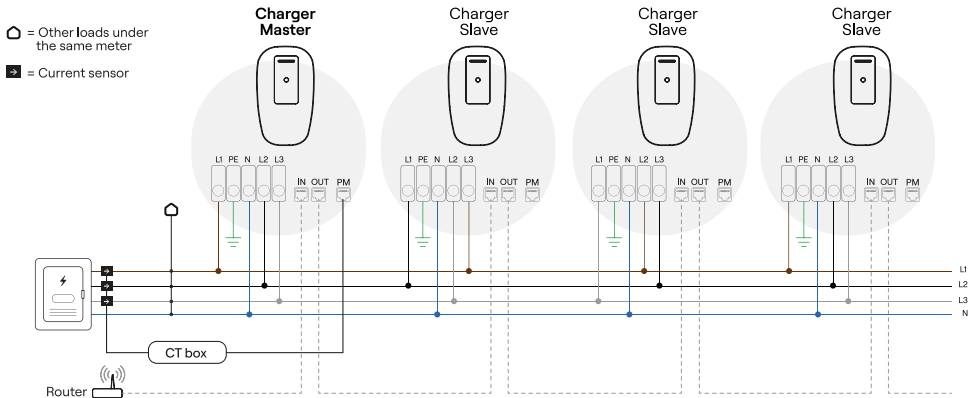 = Other loads under
the same meter
= Current sensor
Charger
Master
Charger
Slave
Charger
Slave
Charger
Slave
L1 PE N L2 L3
IN OUT PM
L1 PE N L2 L3
IN OUT PM
L1 PE N L2 L3
IN OUT PM
L1 PE N L2 L3
IN OUT PM
L1
L2
L3
N
CT box
Router